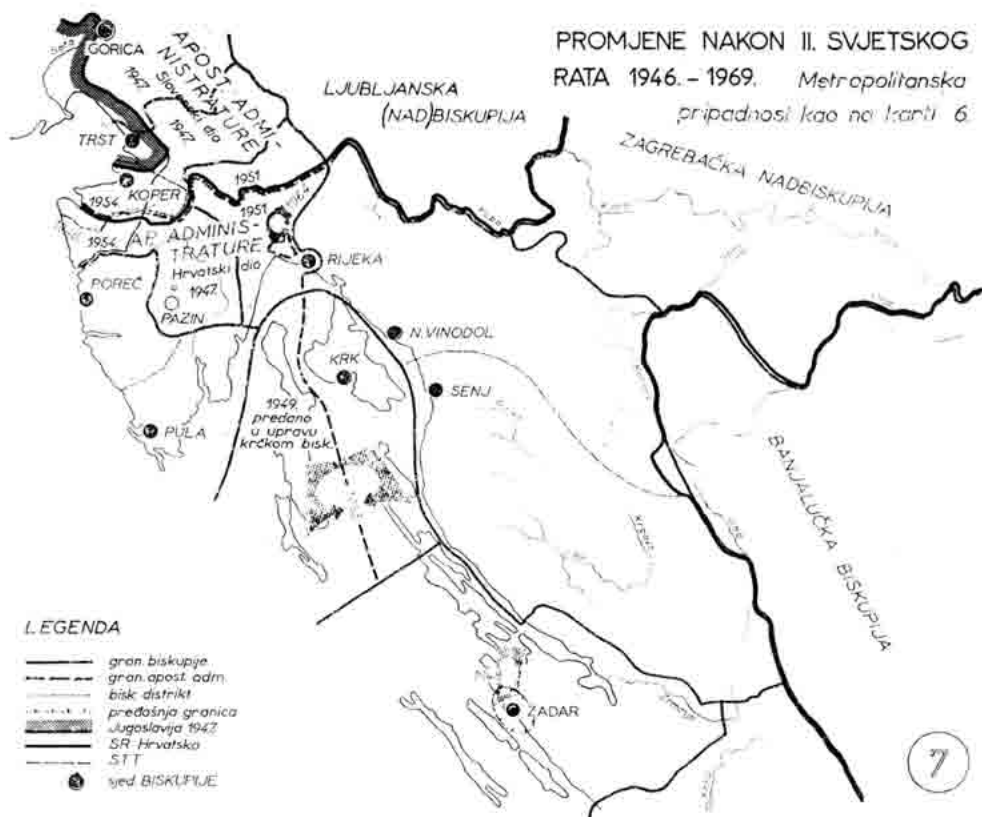 PROMJENE NAKON II. SVJETSKOG
RATA 1946.-1969. Metropolitanska
pripadnost kao na karti 6.
GORICA
APOST. ADMI-
NISTRATURE
Slovenski dio
1947.
1947.
LJUBLJANSKA
(NAD)BISKUPIJA
ZAGREBAČKA NADBISKUPIJA
TRST
KOPER
1951
1954
1951
1954
AP. ADMINIS-
TRATURE
Hrvatski dio
1947.
RIJEKA
POREČ
PAZIN
N. VINODOL
KRK
SENJ
1949.
predano
u upravu
krčkom bisk.
PULA
BANJALUČKA
BISKUPIJA
ZADAR
LEGENDA
gran. biskupije
gran. apost. adm.
bisk. distrikt
pređašnja granica
Jugoslavija 1947.
SR Hrvatska
STT
sjed. BISKUPIJE
7